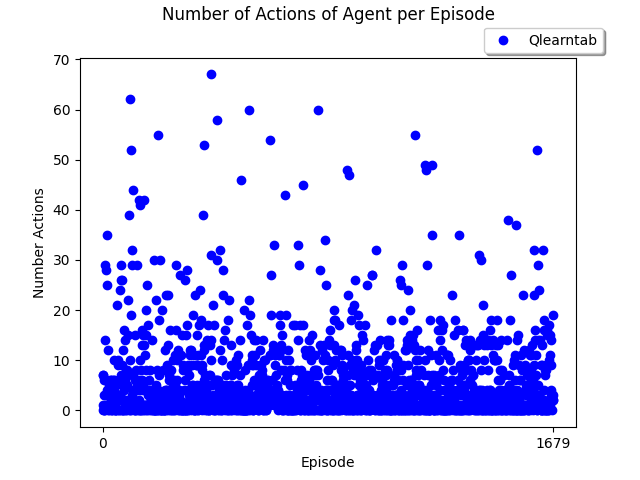 Number of Actions of Agent per Episode
Qlearntab
70
60
50
40
30
20
10
0
Number Actions
0 1679
Episode